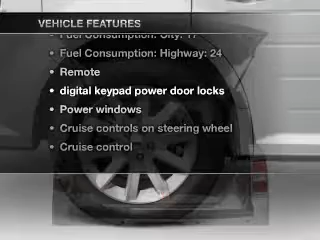 VEHICLE FEATURES
• Fuel Consumption: City: 17
• Fuel Consumption: Highway: 24
• Remote
• digital keypad power door locks
• Power windows
• Cruise controls on steering wheel
• Cruise control